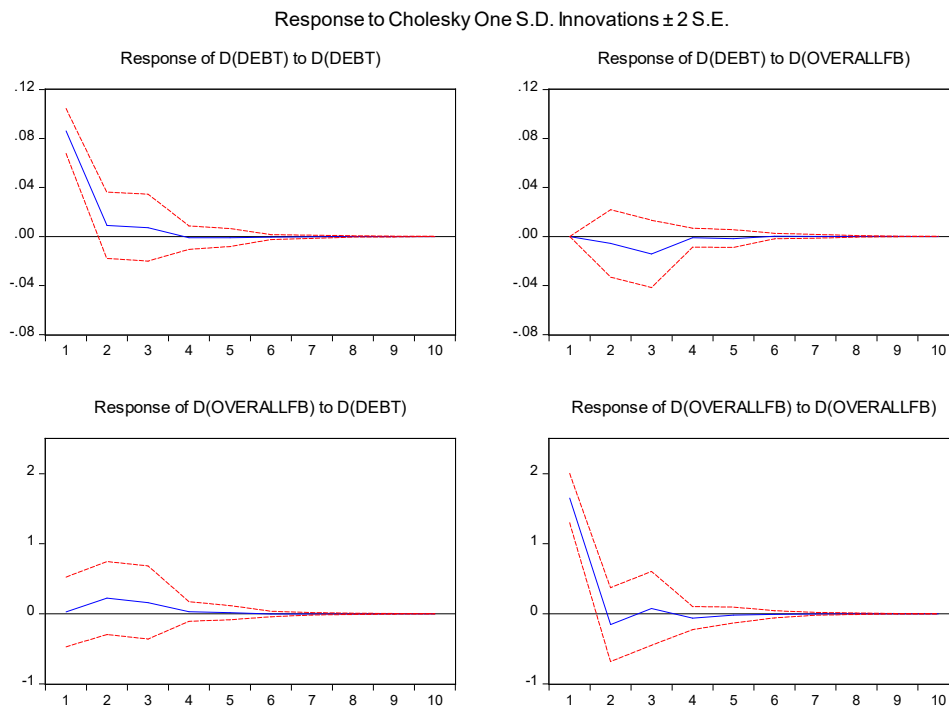 Response to Cholesky One S.D. Innovations ± 2 S.E.
Response of D(DEBT) to D(DEBT)
.12
.08
.04
.00
-.04
-.08
1 2 3 4 5 6 7 8 9 10
Response of D(DEBT) to D(OVERALLFB)
.12
.08
.04
.00
-.04
-.08
1 2 3 4 5 6 7 8 9 10
Response of D(OVERALLFB) to D(DEBT)
2
1
0
-1
1 2 3 4 5 6 7 8 9 10
Response of D(OVERALLFB) to D(OVERALLFB)
2
1
0
-1
1 2 3 4 5 6 7 8 9 10